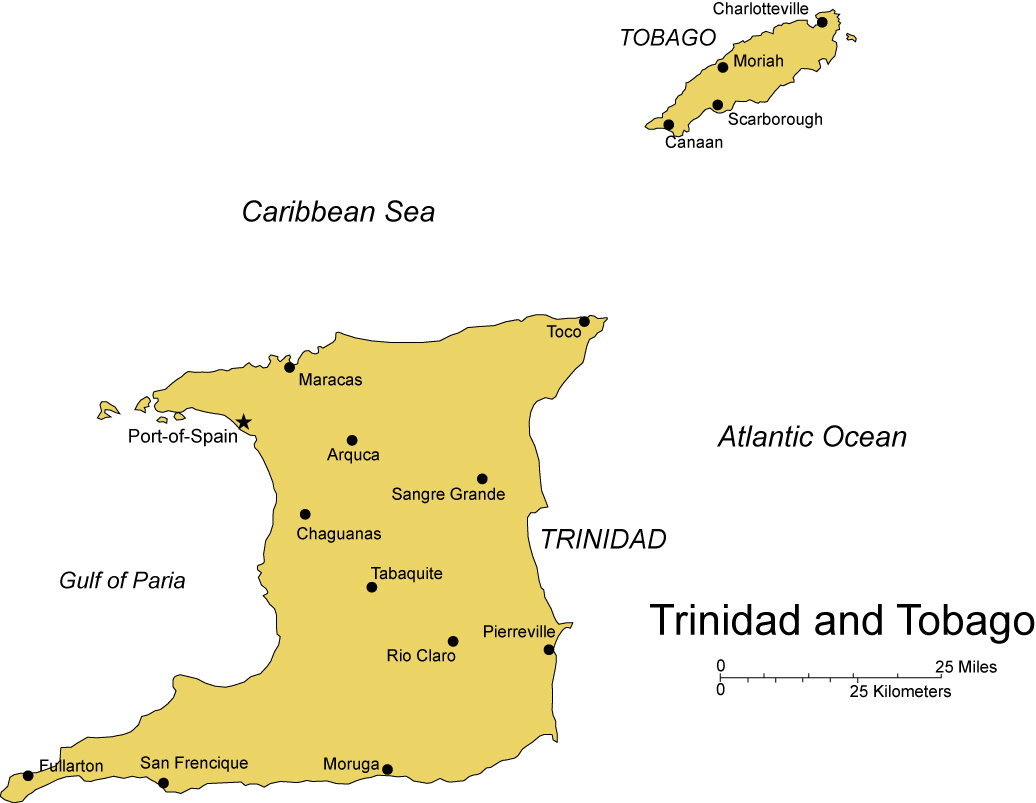 Charlotteville
TOBAGO
Moriah
Scarborough
Canaan
Caribbean Sea
Toco
Maracas
Port-of-Spain
Atlantic Ocean
Arquca
Sangre Grande
Chaguanas
TRINIDAD
Tabaquite
Gulf of Paria
Trinidad and Tobago
Pierreville
Rio Claro
0 25 Miles
0 25 Kilometers
Fullarton
San Frencique
Moruga